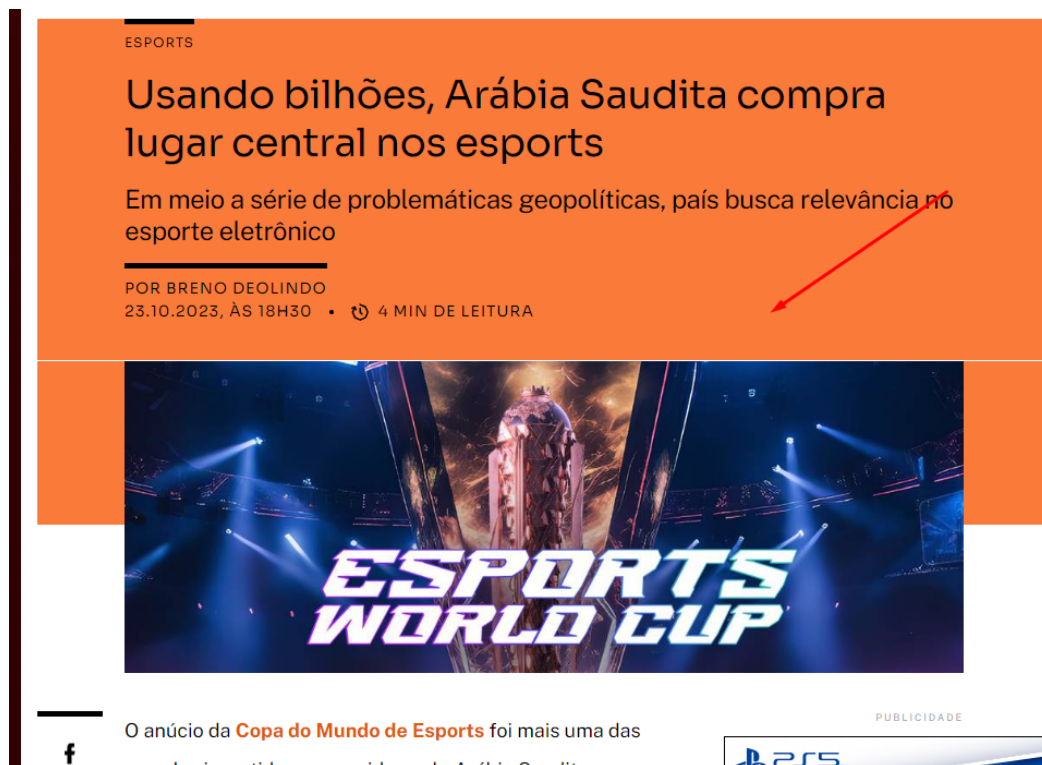 ESPORTS
Usando bilhões, Arábia Saudita compra
lugar central nos esports
Em meio a série de problemáticas geopolíticas, país busca relevância no
esporte eletrônico
POR BRENO DEOLINDO
23.10.2023, ÀS 18H30 • 4 MIN DE LEITURA
ESPORTS
WORLD CUP
O anúcio da Copa do Mundo de Esports foi mais uma das
PUBLICIDADE
PS5